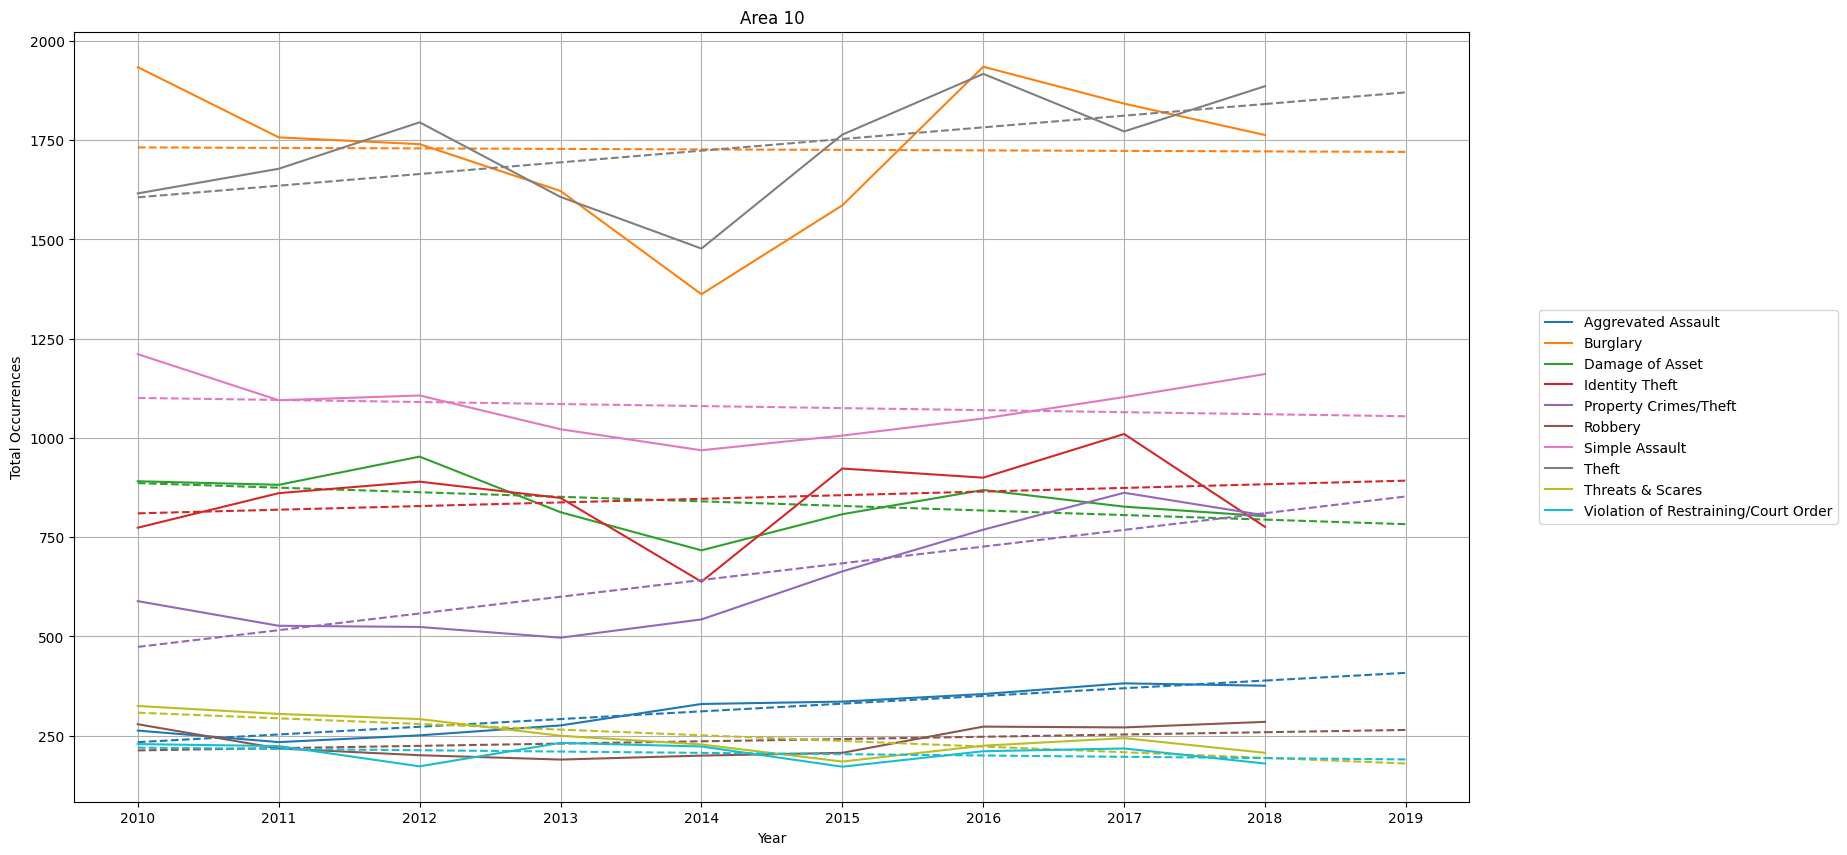 Area 10
2000
1750
1500
1250
1000
750
500
250
Total Occurrences
2010 2011 2012 2013 2014 2015 2016 2017 2018 2019
Year
Aggrevated Assault
Burglary
Damage of Asset
Identity Theft
Property Crimes/Theft
Robbery
Simple Assault
Theft
Threats & Scares
Violation of Restraining/Court Order